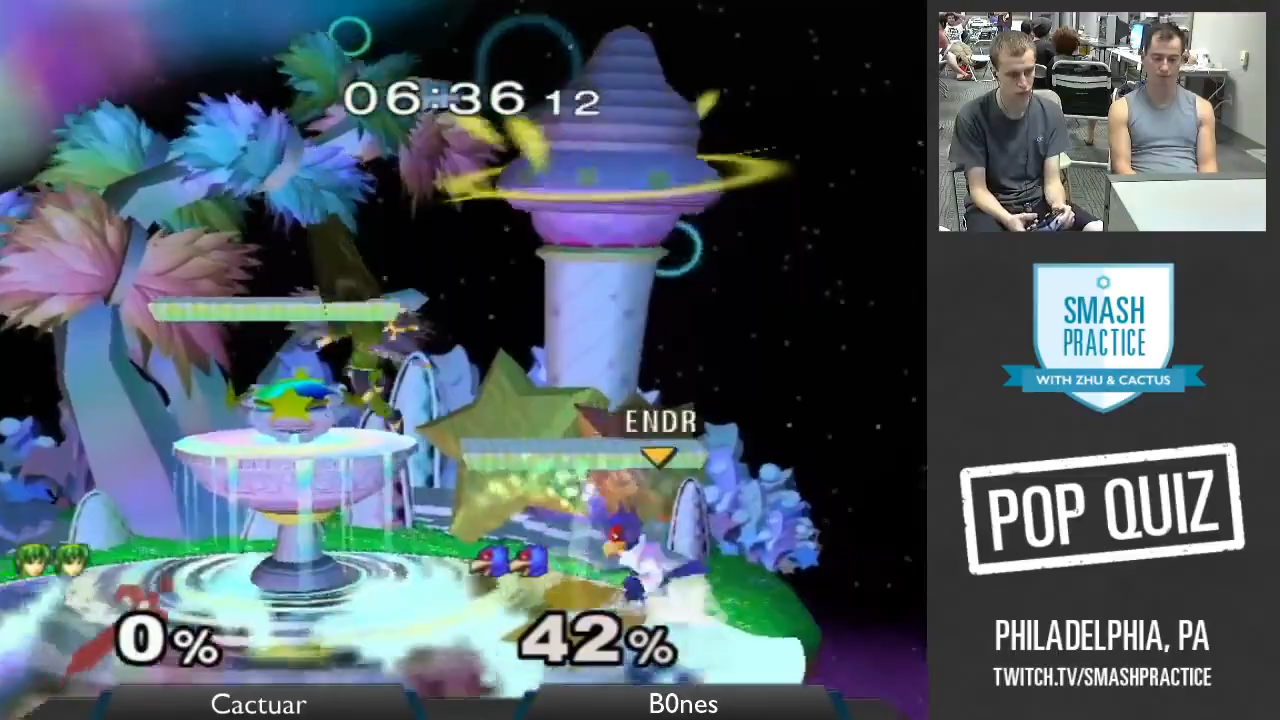 06:36 12
ENDR
0%
42%
Cactuar
B0nes
SMASH
PRACTICE
WITH ZHU & CACTUS
POP QUIZ
PHILADELPHIA, PA
TWITCH.TV/SMASHPRACTICE